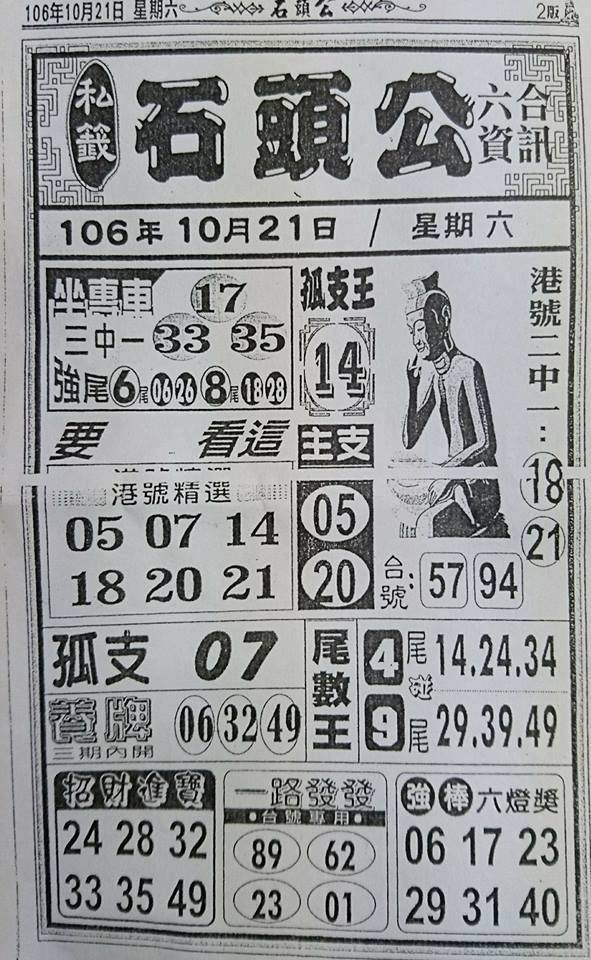 106年10月21日 星期六
石頭公
2版
私籤
石頭公
六合
資訊
106年10月21日 / 星期六
坐專車
三中一
17
33 35
強尾 6尾 06 26 8尾 18 28
孤支王
14
港號二中一:
18
21
要 看這
主支
05
20
港號精選
05 07 14
18 20 21
台號: 57 94
孤支 07
養牌
三期內開
06 32 49
尾數王
4尾 14.24.34
碰
9尾 29.39.49
招財進寶
24 28 32
33 35 49
一路發發
●台號專用●
89 62
23 01
強棒六燈獎
06 17 23
29 31 40